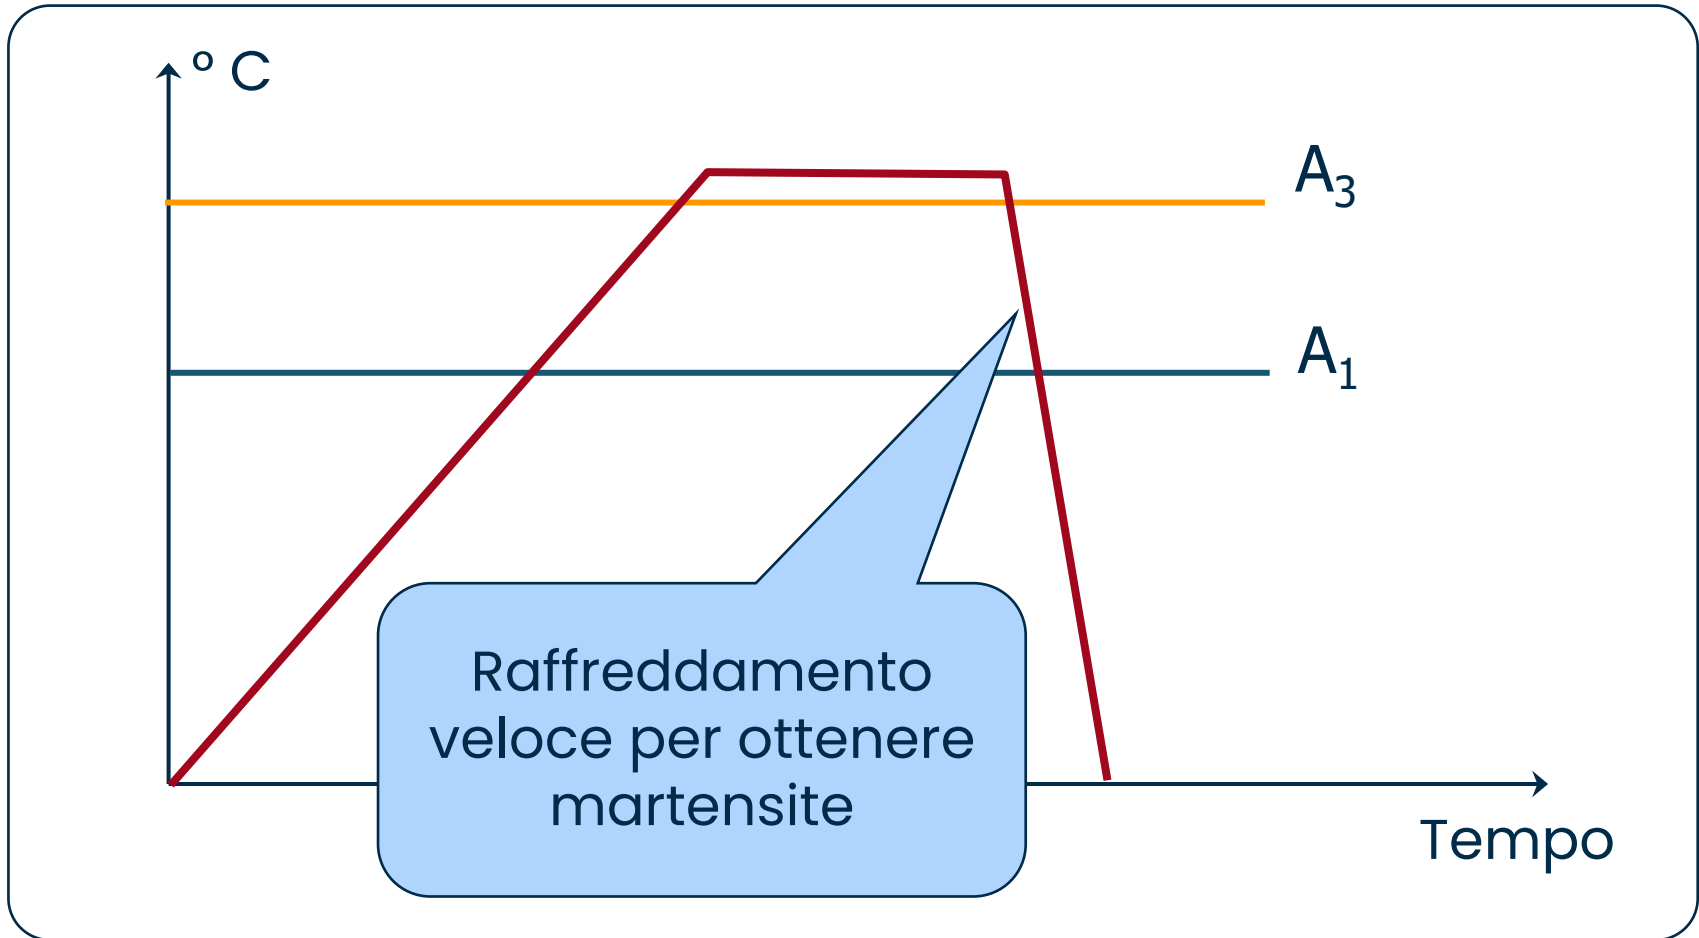 ° C
A₃
A₁
Raffreddamento
veloce per ottenere
martensite
Tempo